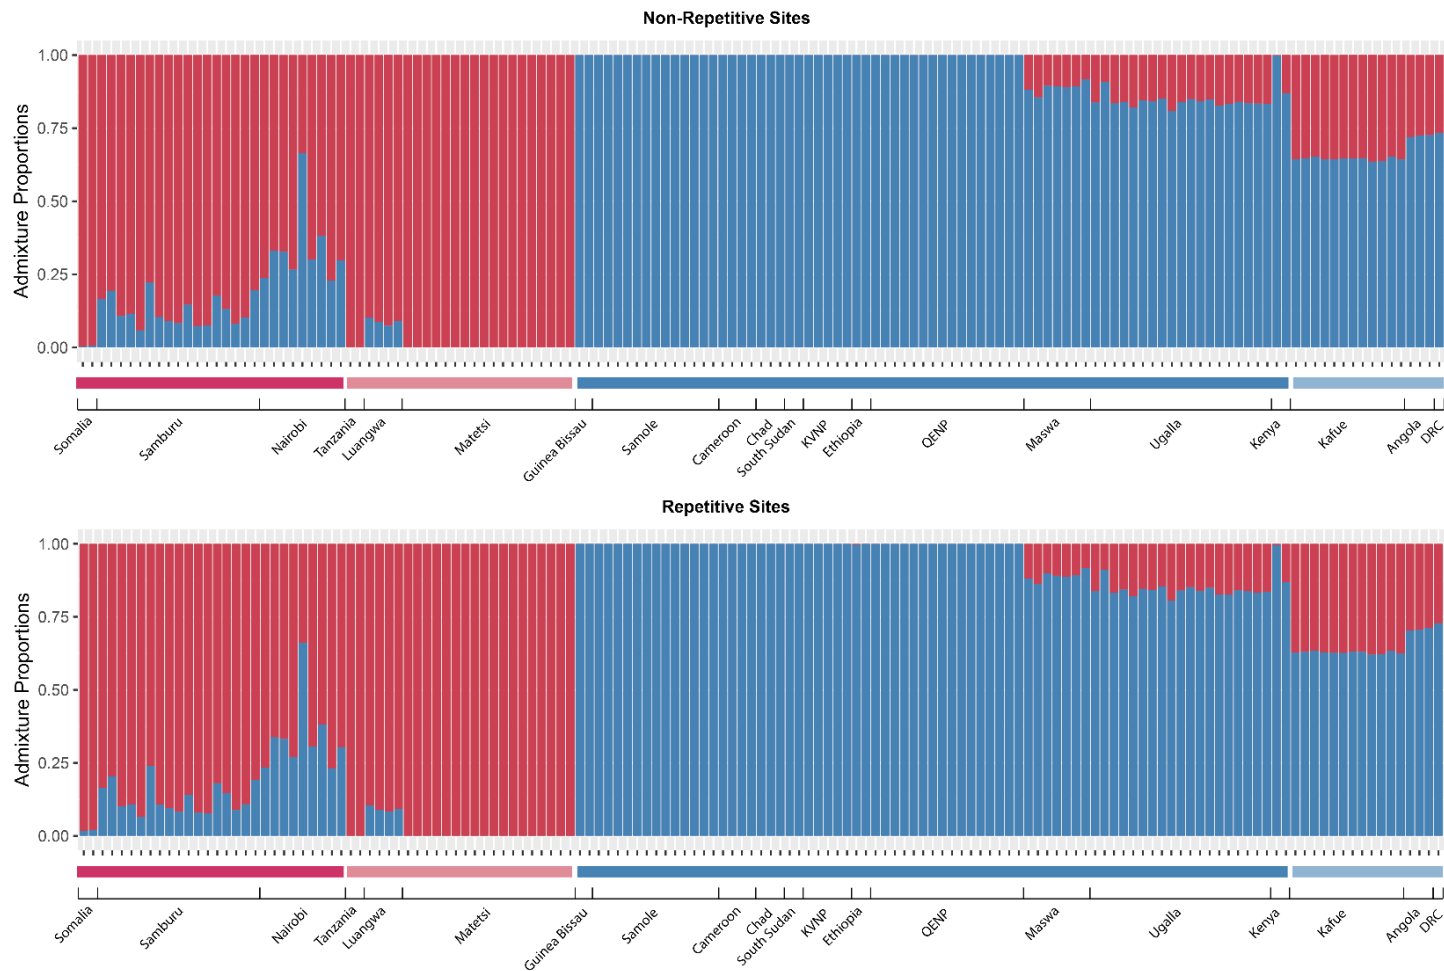 Non-Repetitive Sites
Admixture Proportions
1.00
0.75
0.50
0.25
0.00
Somalia
Samburu
Nairobi
Tanzania
Luangwa
Matetsi
Guinea Bissau
Samole
Cameroon
Chad
South Sudan
KVNP
Ethiopia
QENP
Maswa
Ugalla
Kenya
Kafue
Angola
DRC
Repetitive Sites
Admixture Proportions
1.00
0.75
0.50
0.25
0.00
Somalia
Samburu
Nairobi
Tanzania
Luangwa
Matetsi
Guinea Bissau
Samole
Cameroon
Chad
South Sudan
KVNP
Ethiopia
QENP
Maswa
Ugalla
Kenya
Kafue
Angola
DRC